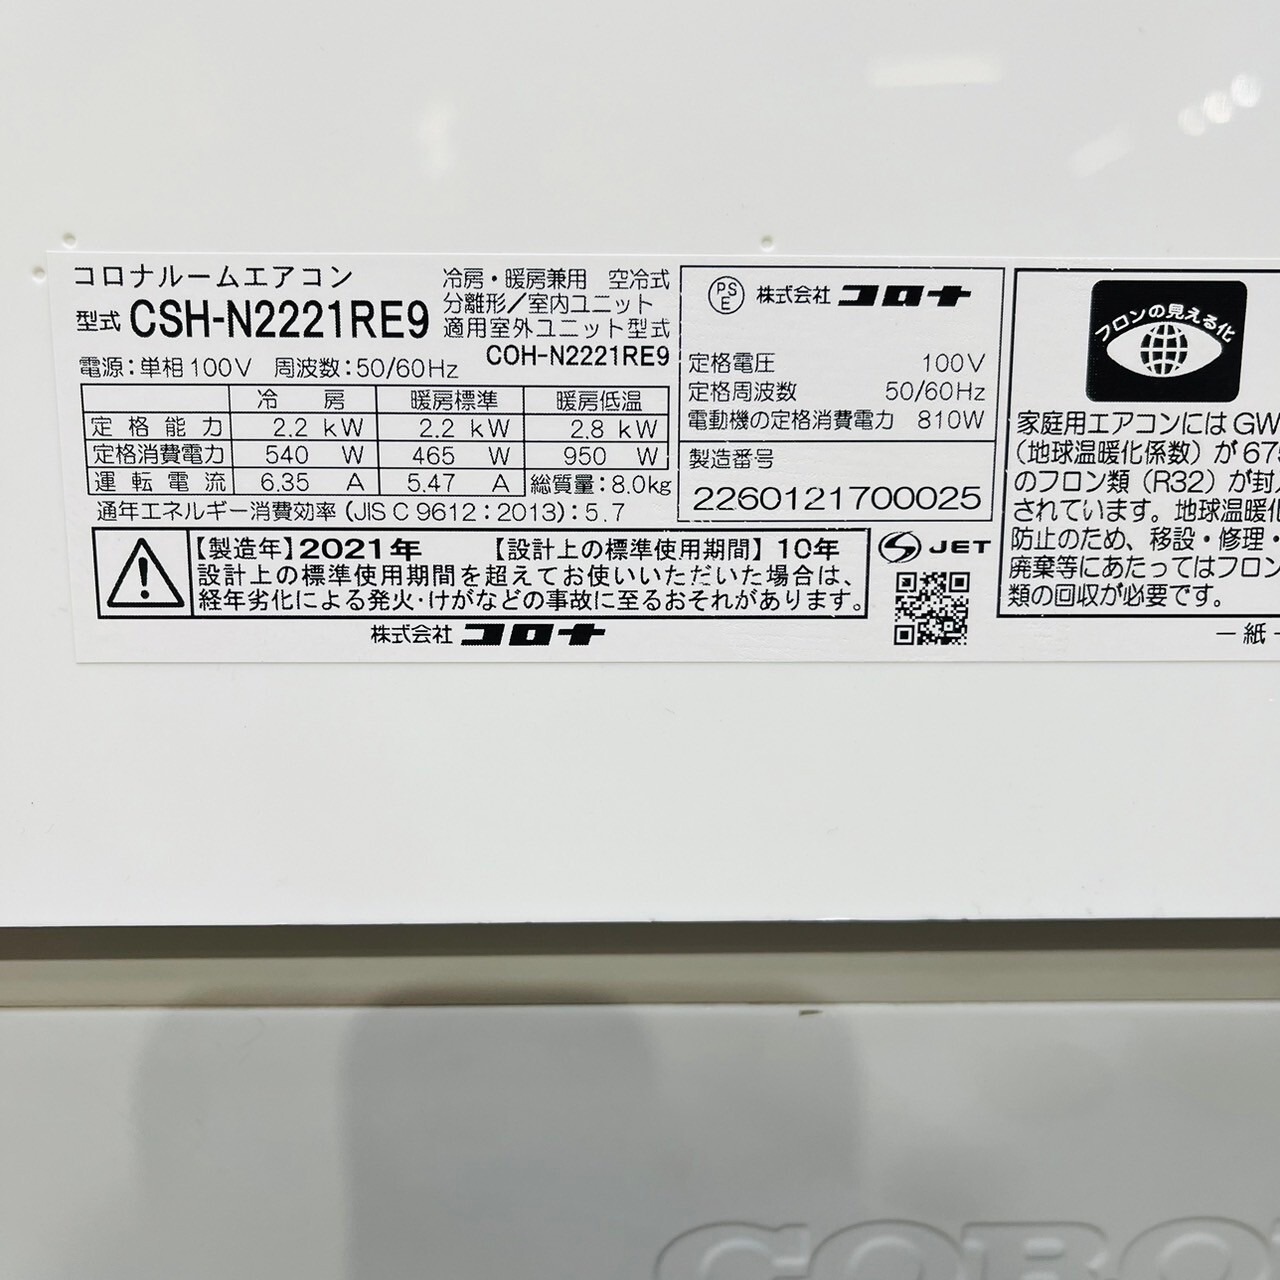 コロナルームエアコン
型式 CSH-N2221RE9
冷房・暖房兼用 空冷式
分離形/室内ユニット
適用室外ユニット型式
COH-N2221RE9
電源:単相100V 周波数:50/60Hz
冷房 暖房標準 暖房低温
定格能力 2.2 kW 2.2 kW 2.8 kW
定格消費電力 540 W 465 W 950 W
運転電流 6.35 A 5.47 A 総質量:8.0kg
通年エネルギー消費効率(JIS C 9612:2013):5.7
PS
E
株式会社コロナ
定格電圧 100V
定格周波数 50/60Hz
電動機の定格消費電力 810W
製造番号
2260121700025
【製造年】2021年 【設計上の標準使用期間】10年
設計上の標準使用期間を超えてお使いいただいた場合は、
経年劣化による発火・けがなどの事故に至るおそれがあります。
株式会社コロナ
JET
フロンの見える化
家庭用エアコンにはGW
(地球温暖化係数)が675
のフロン類(R32)が封入
されています。地球温暖化
防止のため、移設・修理・
廃棄等にあたってはフロン
類の回収が必要です。
一紙
CORO